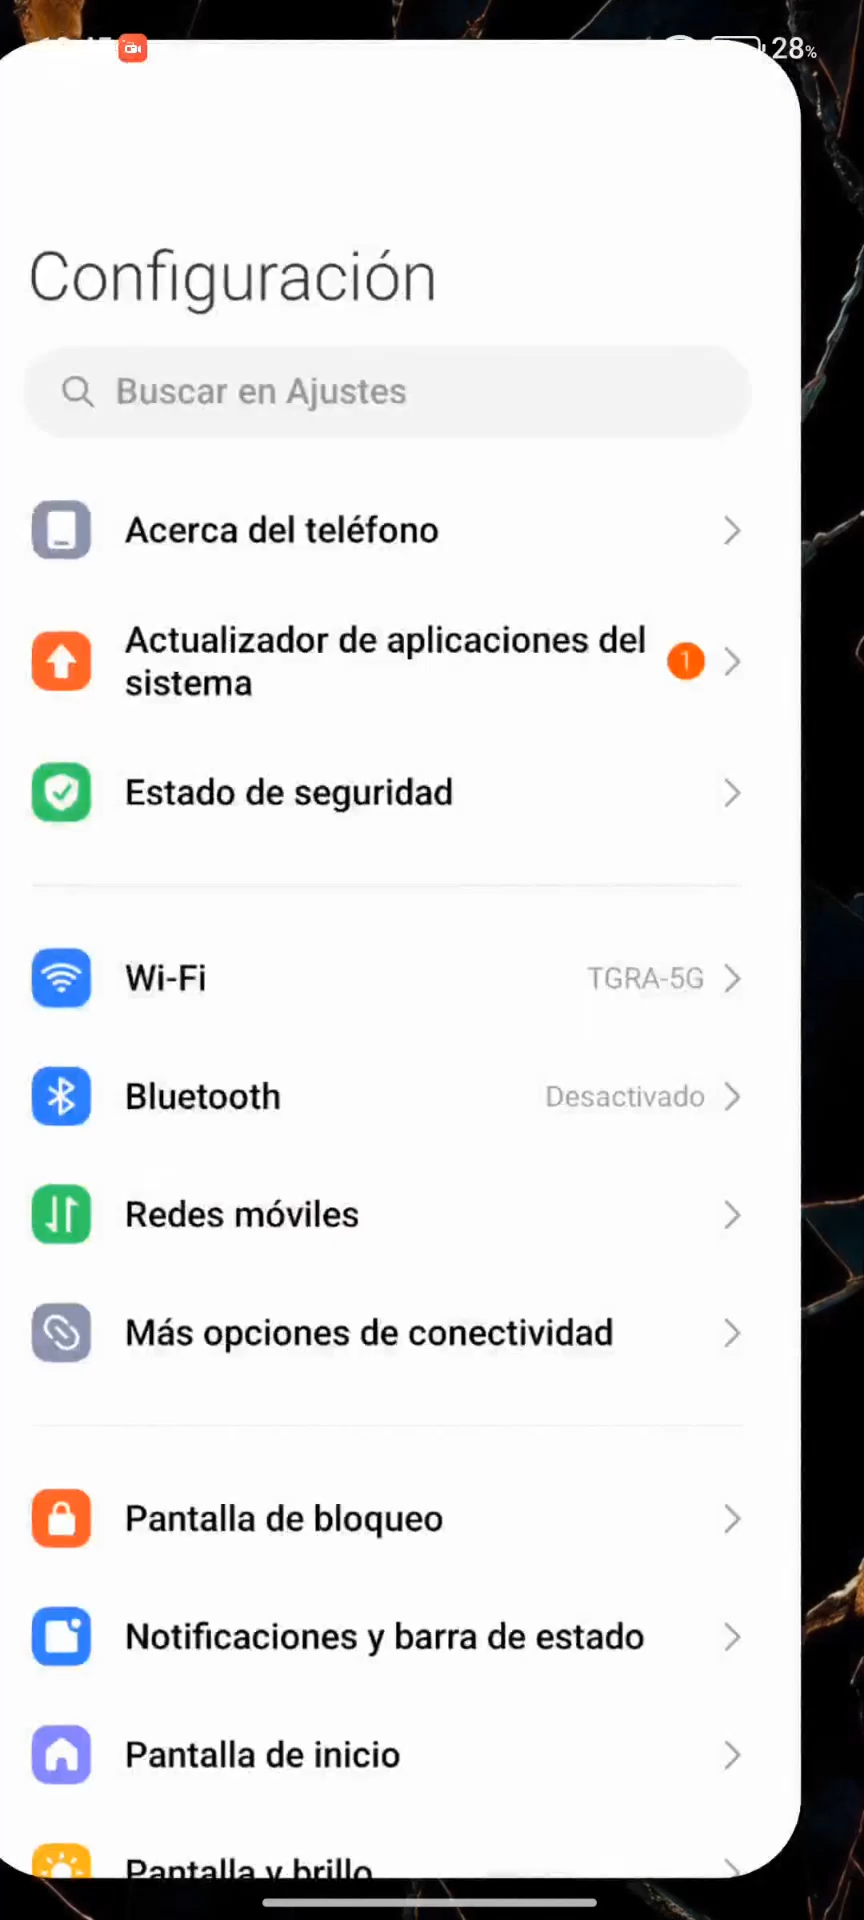 28%
Configuración
Buscar en Ajustes
Acerca del teléfono
Actualizador de aplicaciones del
sistema
1
Estado de seguridad
Wi-Fi
TGRA-5G
Bluetooth
Desactivado
Redes móviles
Más opciones de conectividad
Pantalla de bloqueo
Notificaciones y barra de estado
Pantalla de inicio
Pantalla y brillo